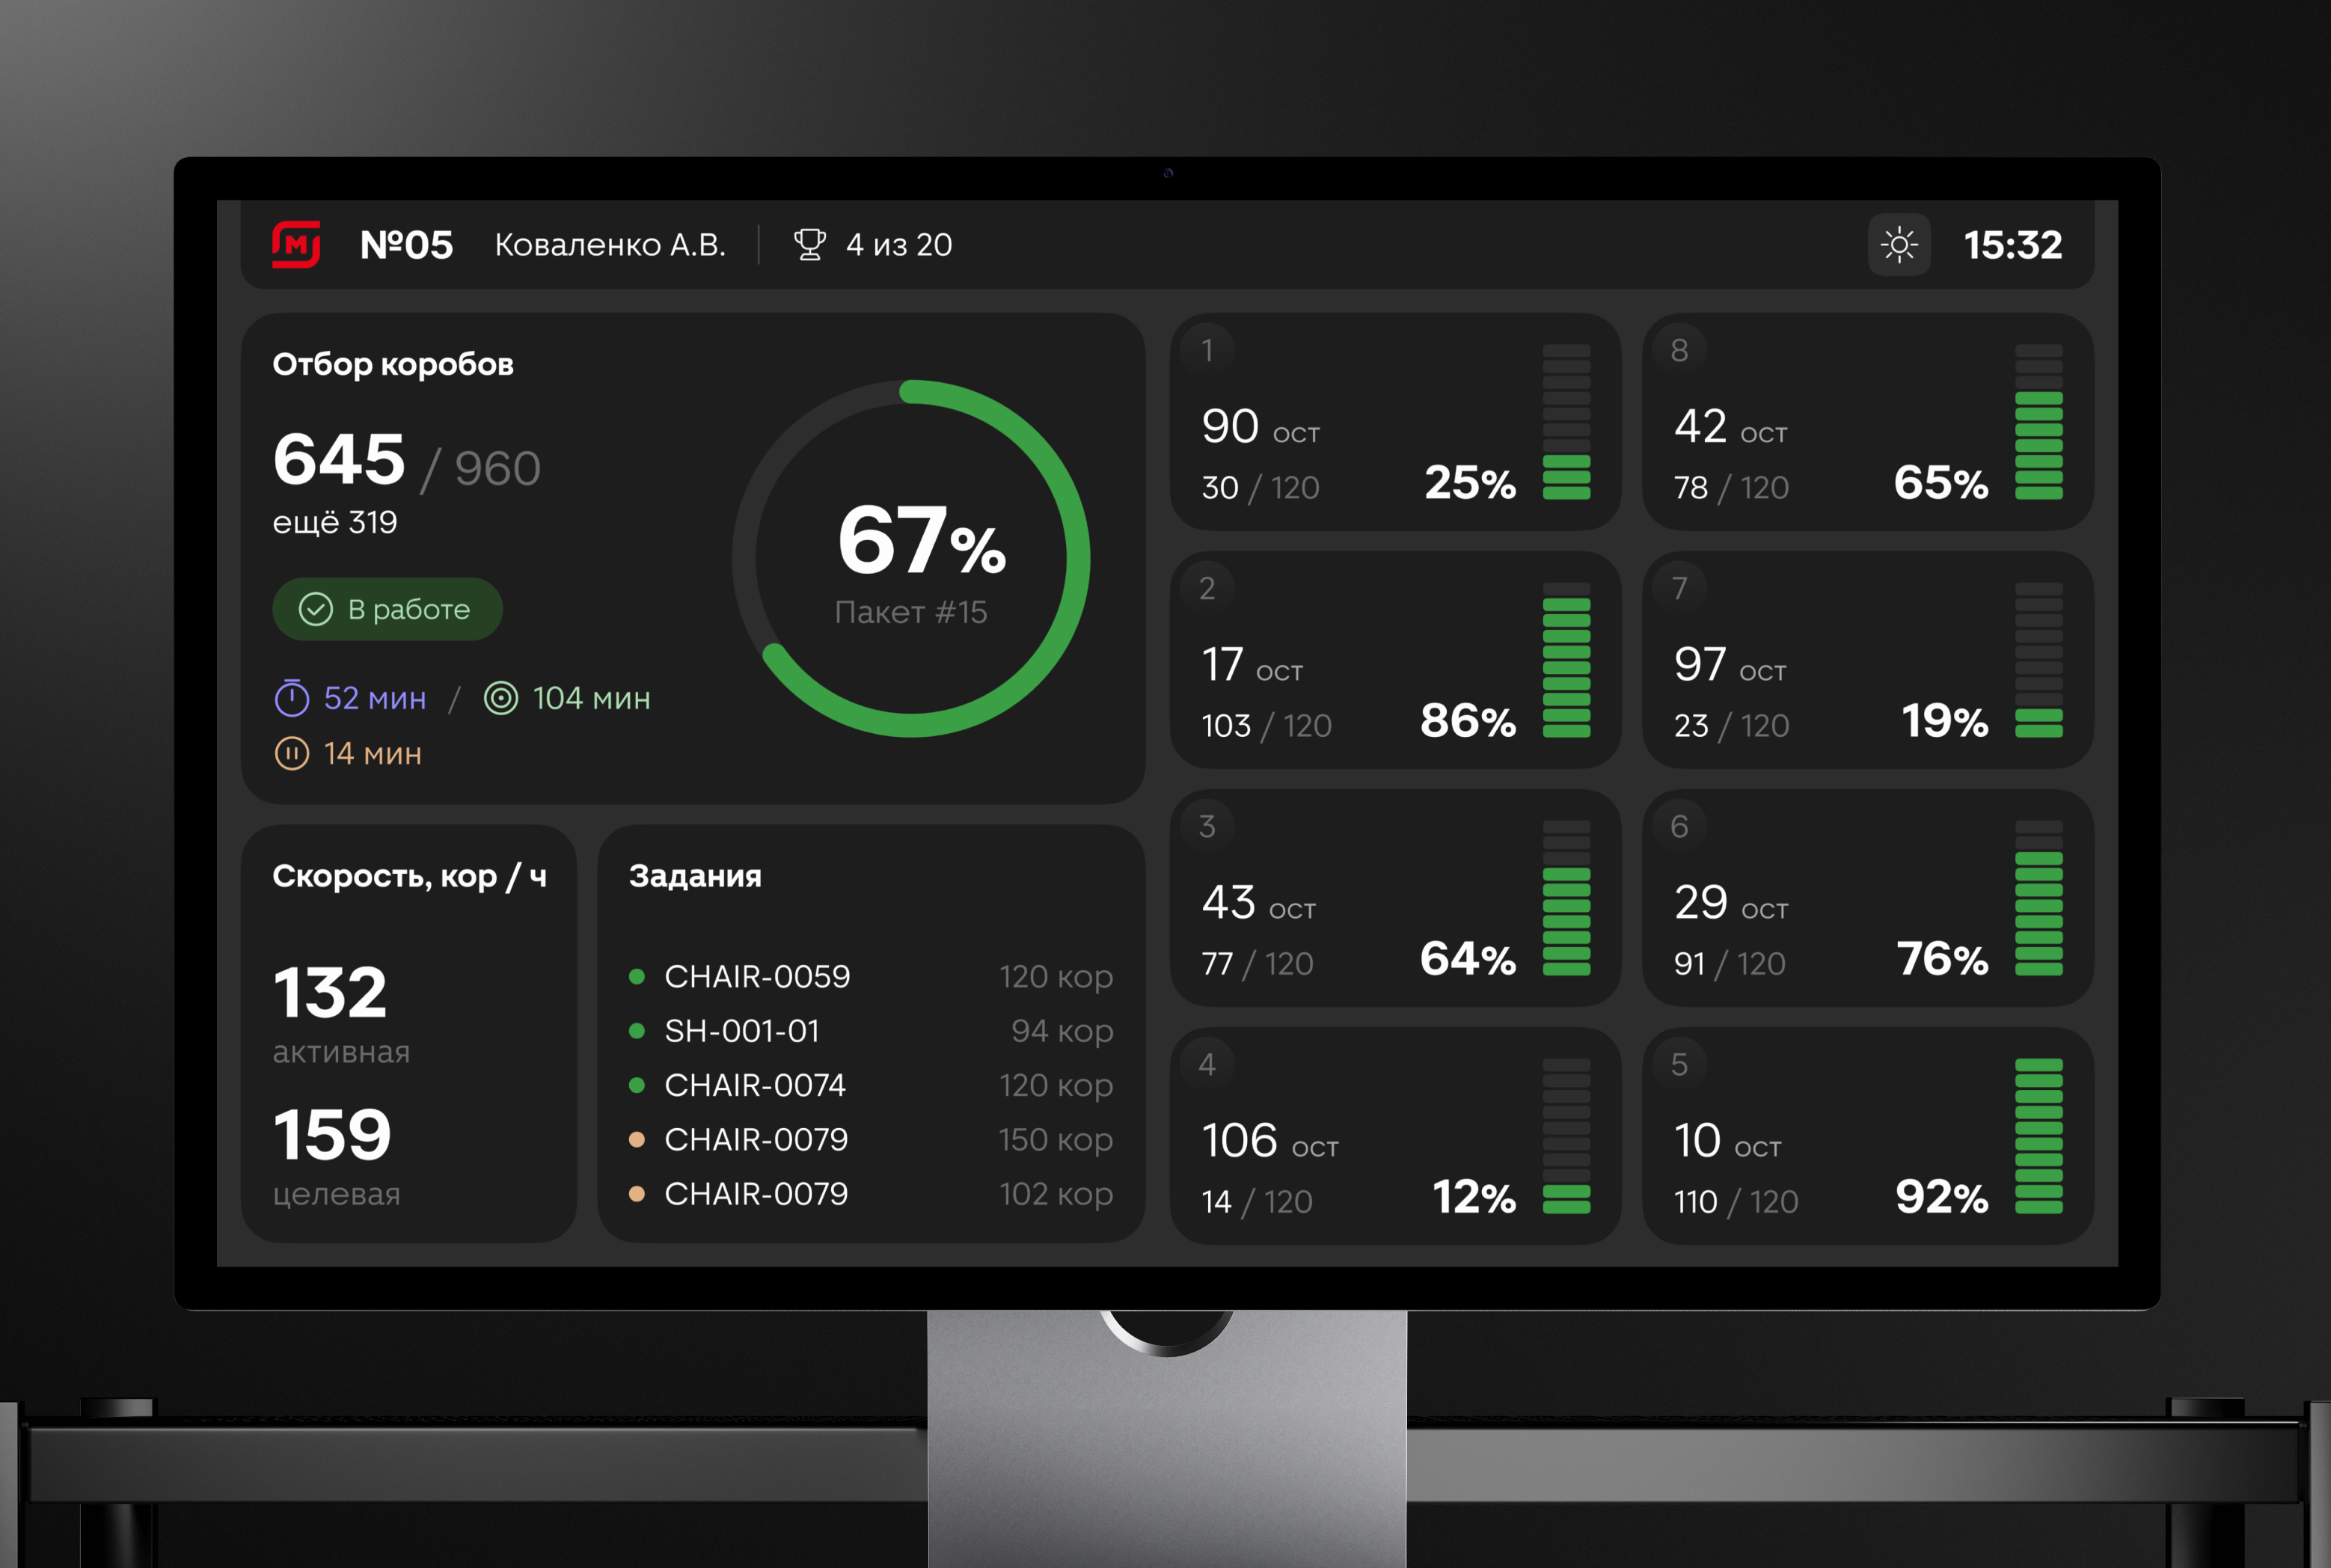 М №05 Коваленко А.В. 4 из 20 15:32
Отбор коробов
645 / 960
ещё 319
В работе
52 мин / 104 мин
14 мин
67%
Пакет #15
Скорость, кор / ч
132
активная
159
целевая
Задания
CHAIR-0059 120 кор
SH-001-01 94 кор
CHAIR-0074 120 кор
CHAIR-0079 150 кор
CHAIR-0079 102 кор
1
90 ост
30 / 120 25%
8
42 ост
78 / 120 65%
2
17 ост
103 / 120 86%
7
97 ост
23 / 120 19%
3
43 ост
77 / 120 64%
6
29 ост
91 / 120 76%
4
106 ост
14 / 120 12%
5
10 ост
110 / 120 92%